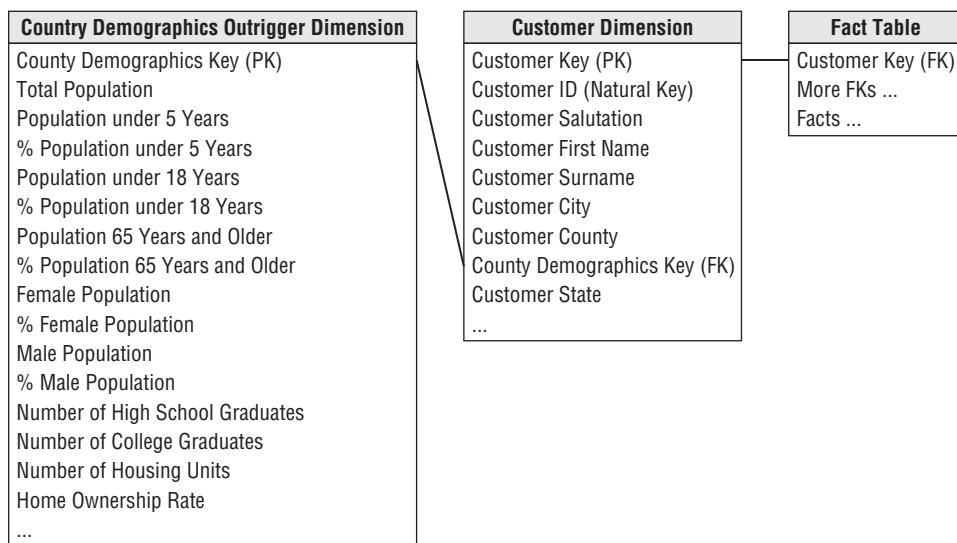 Country Demographics Outrigger Dimension
County Demographics Key (PK)
Total Population
Population under 5 Years
% Population under 5 Years
Population under 18 Years
% Population under 18 Years
Population 65 Years and Older
% Population 65 Years and Older
Female Population
% Female Population
Male Population
% Male Population
Number of High School Graduates
Number of College Graduates
Number of Housing Units
Home Ownership Rate
...
Customer Dimension
Customer Key (PK)
Customer ID (Natural Key)
Customer Salutation
Customer First Name
Customer Surname
Customer City
Customer County
County Demographics Key (FK)
Customer State
...
Fact Table
Customer Key (FK)
More FKs ...
Facts ...